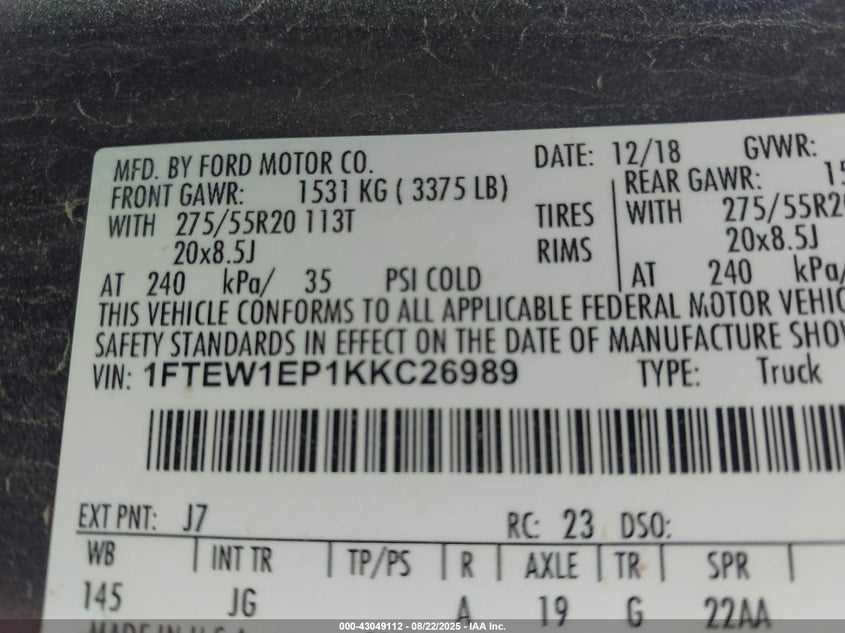 MFD. BY FORD MOTOR CO. DATE: 12/18 GVWR:
FRONT GAWR: 1531 KG ( 3375 LB) REAR GAWR:
WITH 275/55R20 113T TIRES WITH
20x8.5J RIMS 20x8.5J
AT 240 kPa/ 35 PSI COLD AT 240 kPa/
THIS VEHICLE CONFORMS TO ALL APPLICABLE FEDERAL MOTOR
SAFETY STANDARDS IN EFFECT ON THE DATE OF MANUFACTURE
VIN: 1FTEW1EP1KKC26989 TYPE: Truck
EXT PNT: J7 RC: 23 DSO:
WB INT TR TP/PS R AXLE TR SPR
145 JG A 19 G 22AA
MADE IN U.S.A.
000-43049112 - 08/22/2025 - IAA Inc.